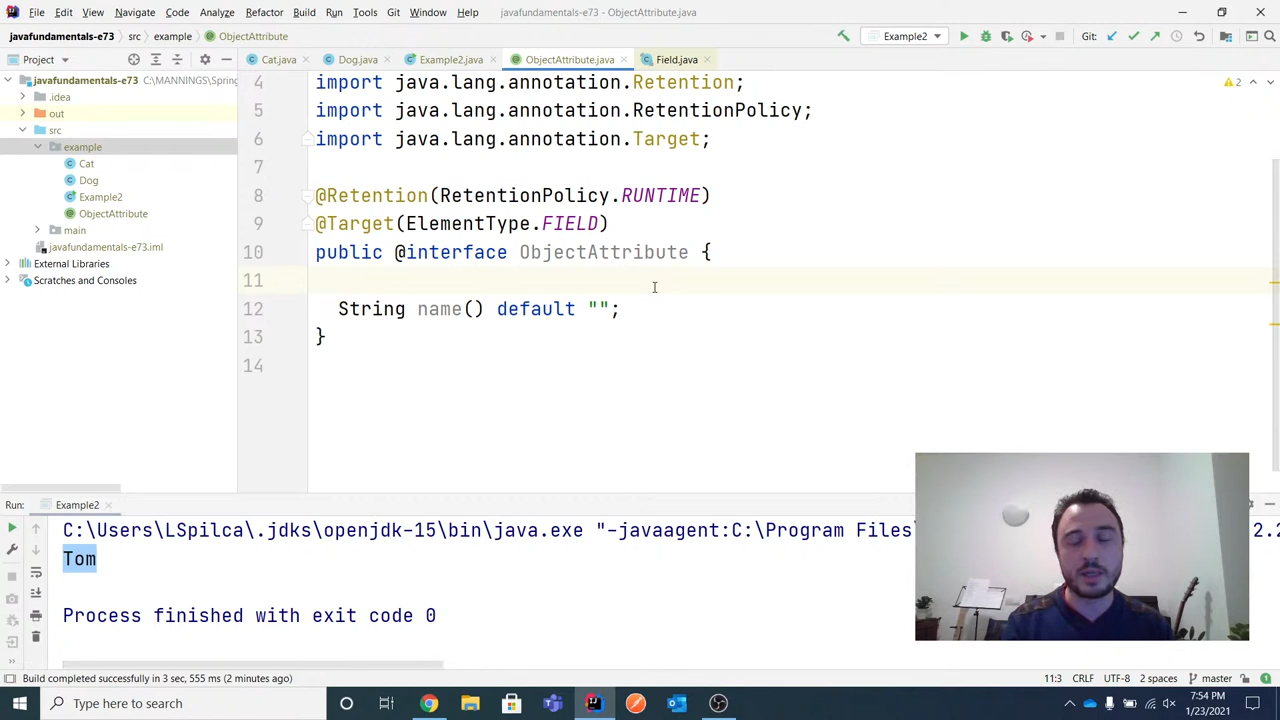 File Edit View Navigate Code Analyze Refactor Build Run Tools Git Window Help javafundamentals-e73 - ObjectAttribute.java
javafundamentals-e73 src example ObjectAttribute Example2 Git:
Project Cat.java Dog.java Example2.java ObjectAttribute.java Field.java
javafundamentals-e73 C:\MANNINGS\Spring
.idea
out
src
example
Cat
Dog
Example2
ObjectAttribute
main
javafundamentals-e73.iml
External Libraries
Scratches and Consoles
2
4 import java.lang.annotation.Retention;
5 import java.lang.annotation.RetentionPolicy;
6 import java.lang.annotation.Target;
7
8 @Retention(RetentionPolicy.RUNTIME)
9 @Target(ElementType.FIELD)
10 public @interface ObjectAttribute {
11
12 String name() default "";
13 }
14
Run: Example2
C:\Users\LSpilca\.jdks\openjdk-15\bin\java.exe "-javaagent:C:\Program Files\ 2.2
Tom
Process finished with exit code 0
Build completed successfully in 3 sec, 555 ms (2 minutes ago) 11:3 CRLF UTF-8 2 spaces master
Type here to search
7:54 PM
1/23/2021